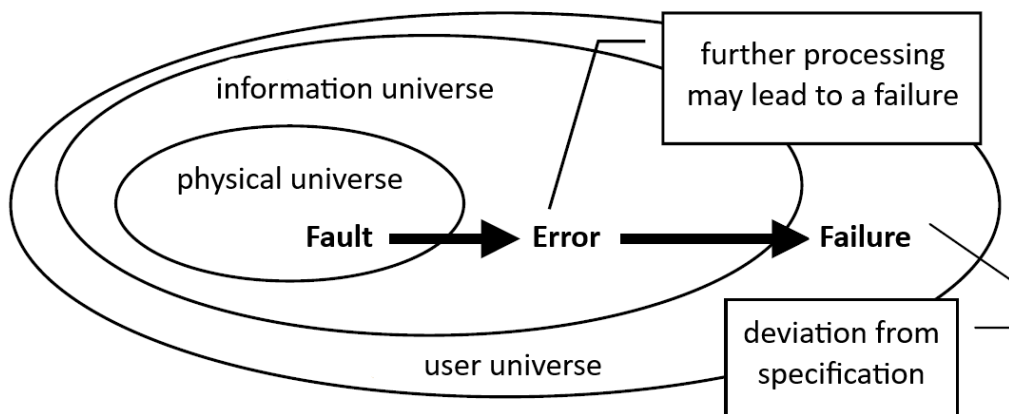 further processing
may lead to a failure
information universe
physical universe
Fault
Error
Failure
user universe
deviation from
specification